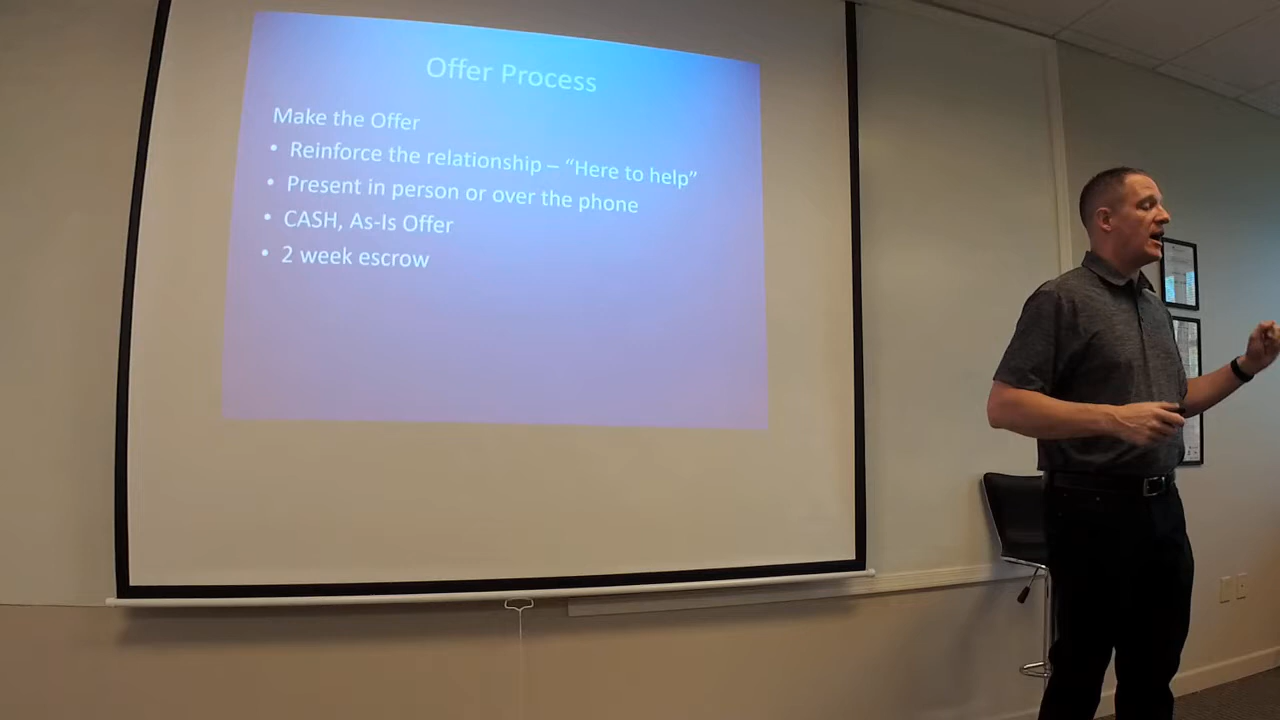 Offer Process
Make the Offer
• Reinforce the relationship – “Here to help”
• Present in person or over the phone
• CASH, As-Is Offer
• 2 week escrow